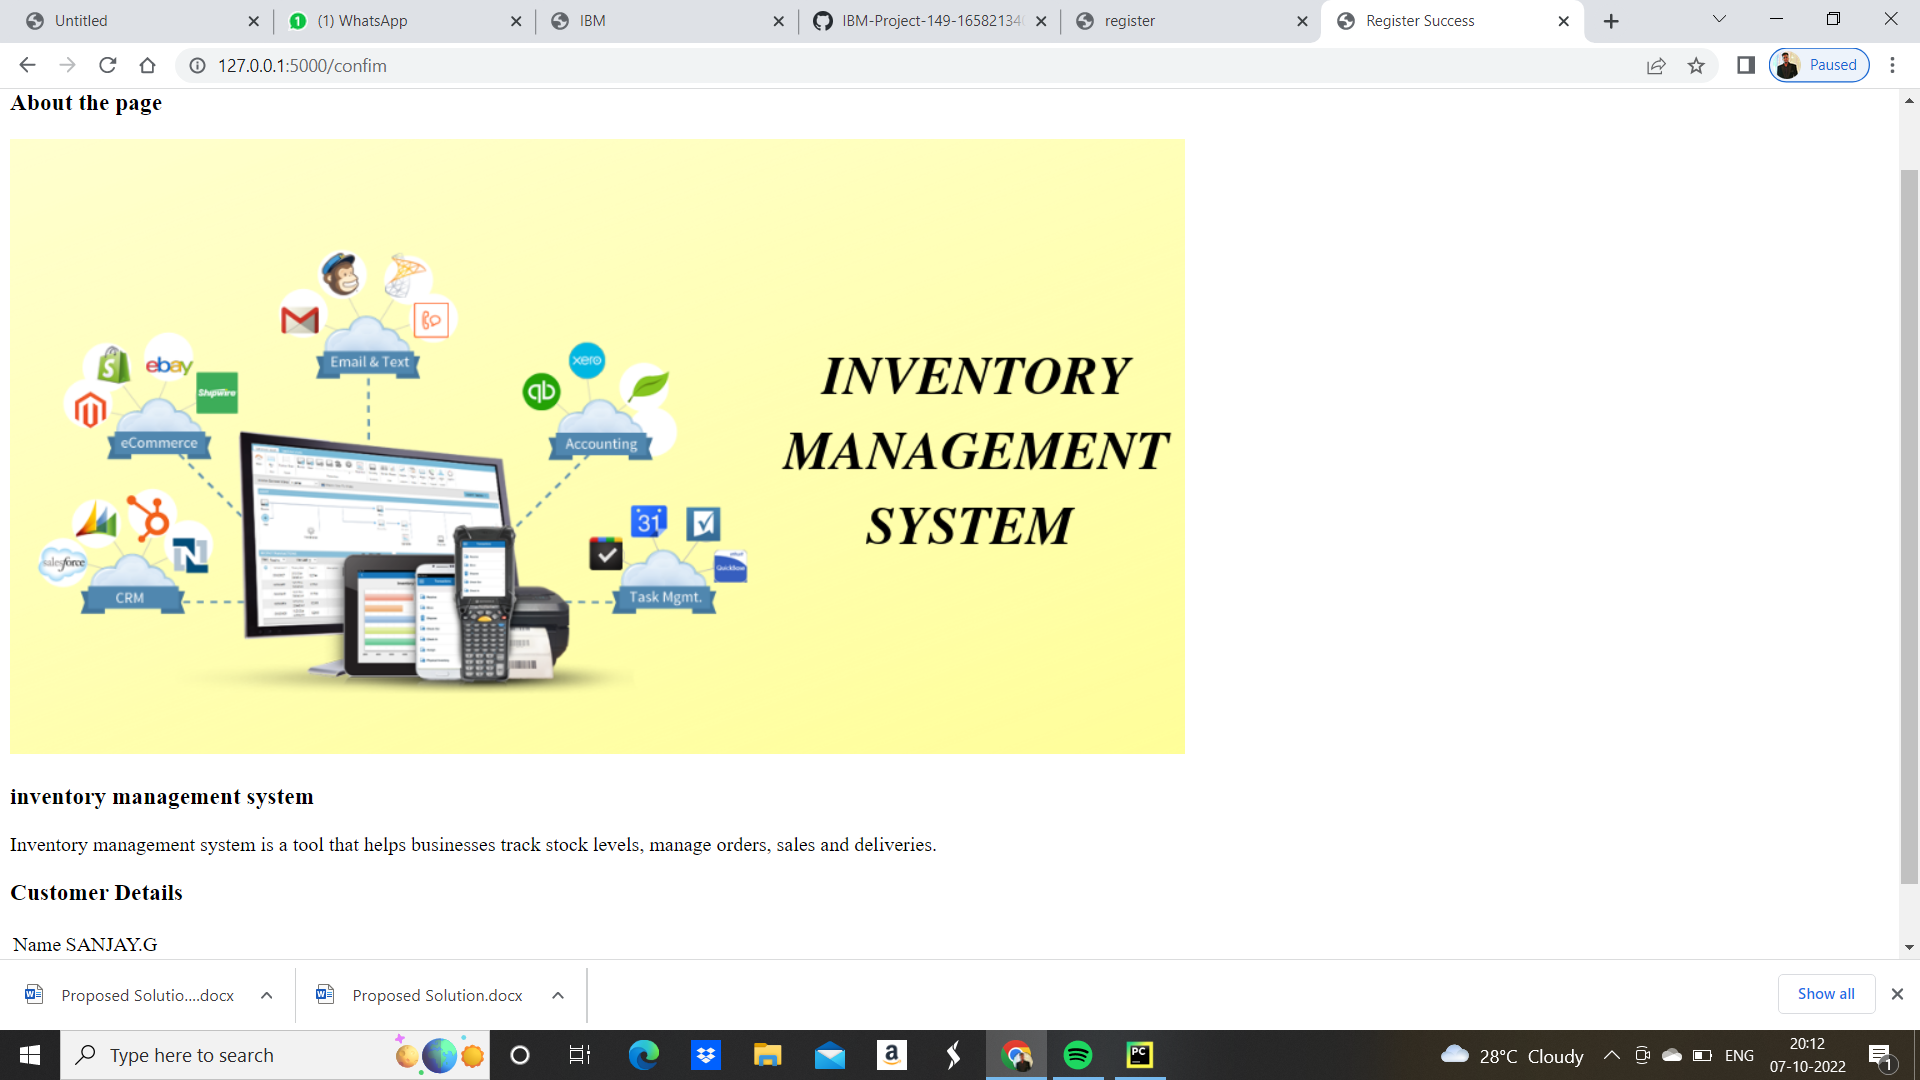 Untitled
(1) WhatsApp
IBM
IBM-Project-149-165821340
register
Register Success
127.0.0.1:5000/confim
Paused
About the page
Email & Text
ebay
Shipwire
eCommerce
xero
qb
Accounting
INVENTORY
MANAGEMENT
SYSTEM
salesforce
N
CRM
31
QuickBase
Task Mgmt.
inventory management system
Inventory management system is a tool that helps businesses track stock levels, manage orders, sales and deliveries.
Customer Details
Name SANJAY.G
Proposed Solutio....docx
Proposed Solution.docx
Show all
Type here to search
28°C Cloudy
ENG
20:12
07-10-2022
1